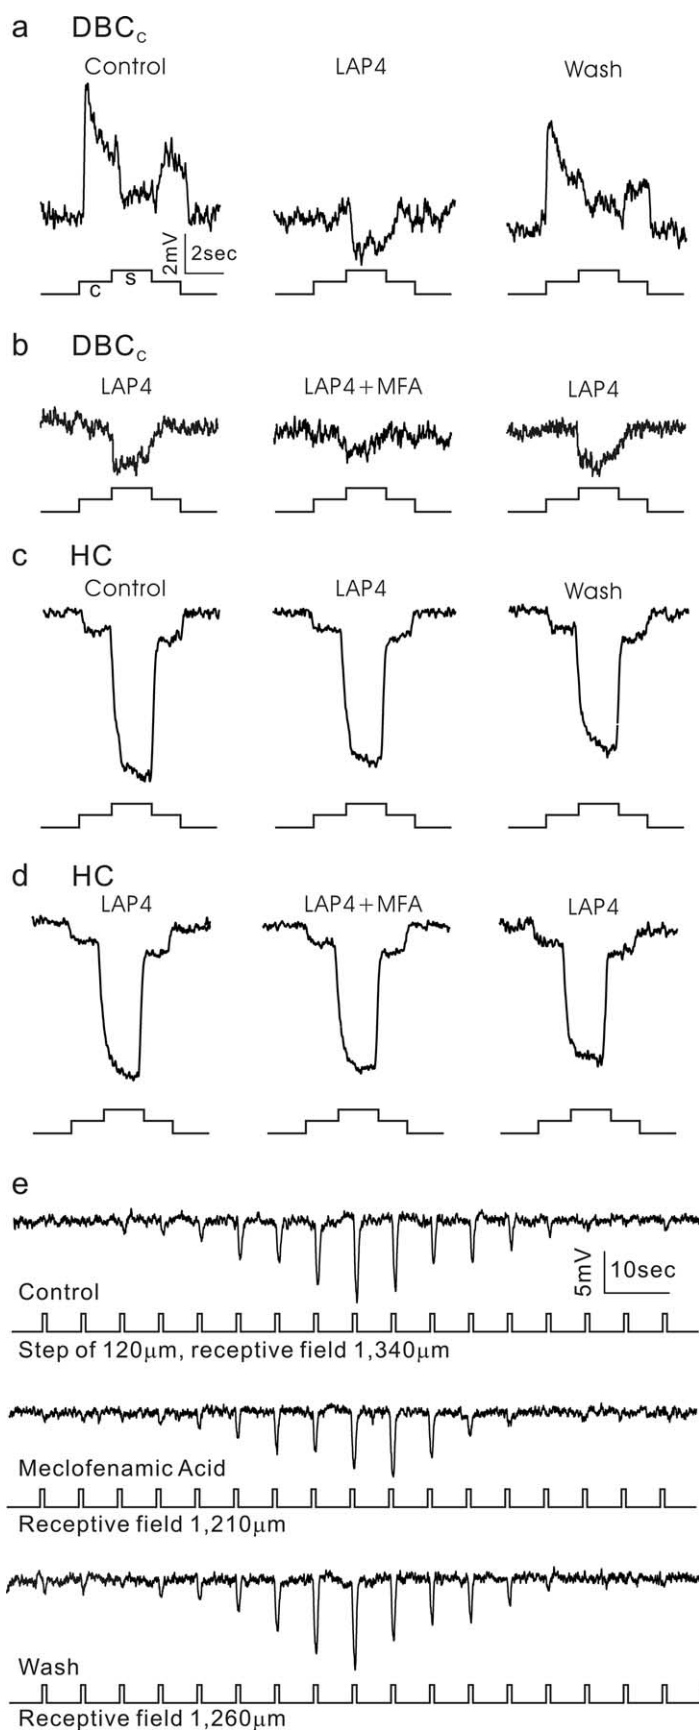 a DBCc
Control LAP4 Wash
2mV 2sec
c s
b DBCc
LAP4 LAP4+MFA LAP4
c HC
Control LAP4 Wash
d HC
LAP4 LAP4+MFA LAP4
e
Control
5mV 10sec
Step of 120μm, receptive field 1,340μm
Meclofenamic Acid
Receptive field 1,210μm
Wash
Receptive field 1,260μm